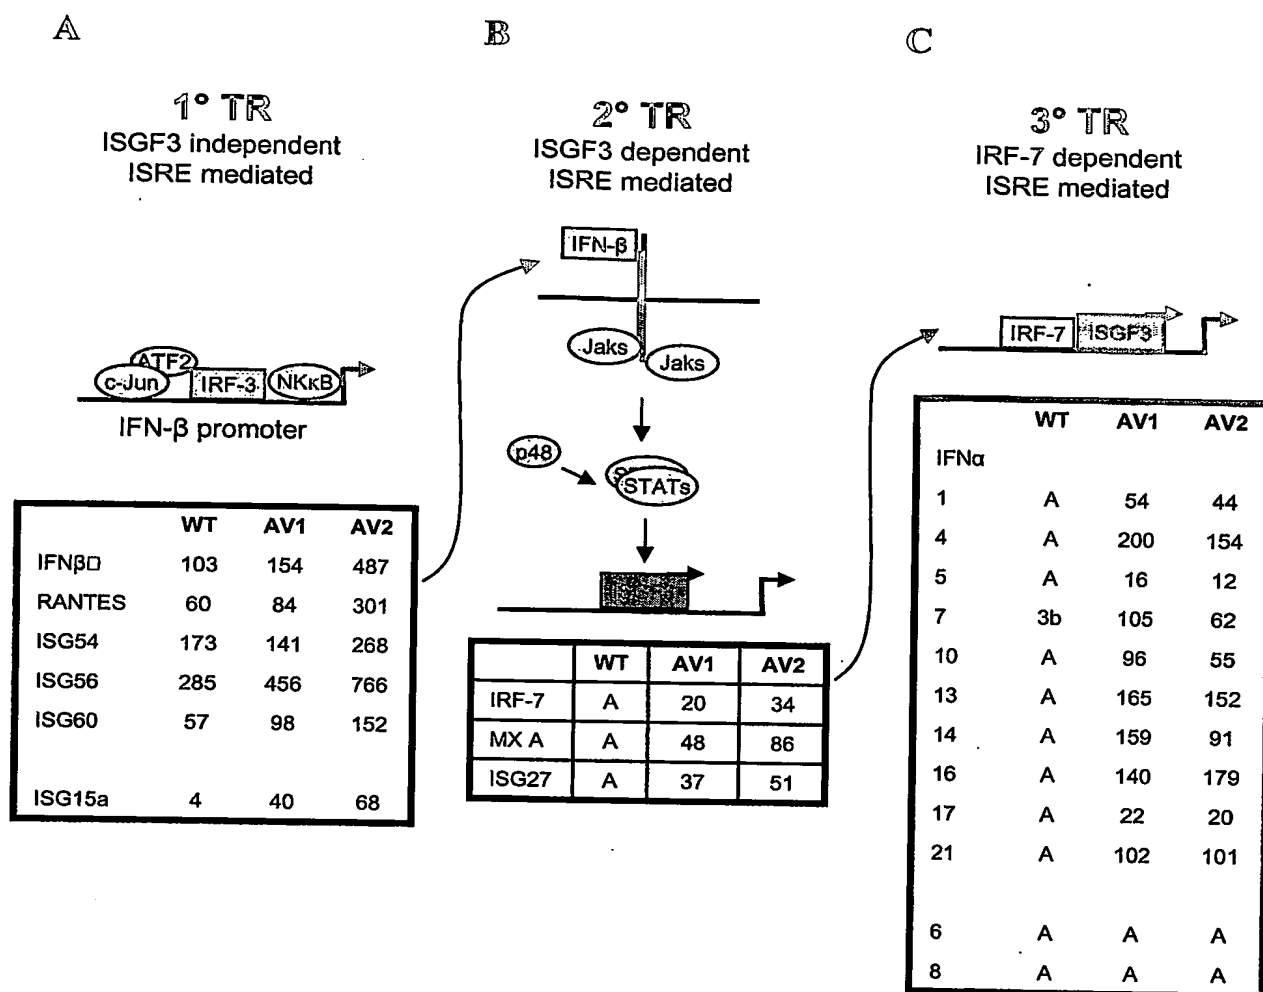 A
1° TR
ISGF3 independent
ISRE mediated
ATF2
c-Jun
IRF-3
NKκB
IFN-β promoter
WT AV1 AV2
IFNβ□ 103 154 487
RANTES 60 84 301
ISG54 173 141 268
ISG56 285 456 766
ISG60 57 98 152
ISG15a 4 40 68
B
2° TR
ISGF3 dependent
ISRE mediated
IFN-β
Jaks
Jaks
p48
STATs
WT AV1 AV2
IRF-7 A 20 34
MX A A 48 86
ISG27 A 37 51
C
3° TR
IRF-7 dependent
ISRE mediated
IRF-7
ISGF3
WT AV1 AV2
IFNα
1 A 54 44
4 A 200 154
5 A 16 12
7 3b 105 62
10 A 96 55
13 A 165 152
14 A 159 91
16 A 140 179
17 A 22 20
21 A 102 101
6 A A A
8 A A A